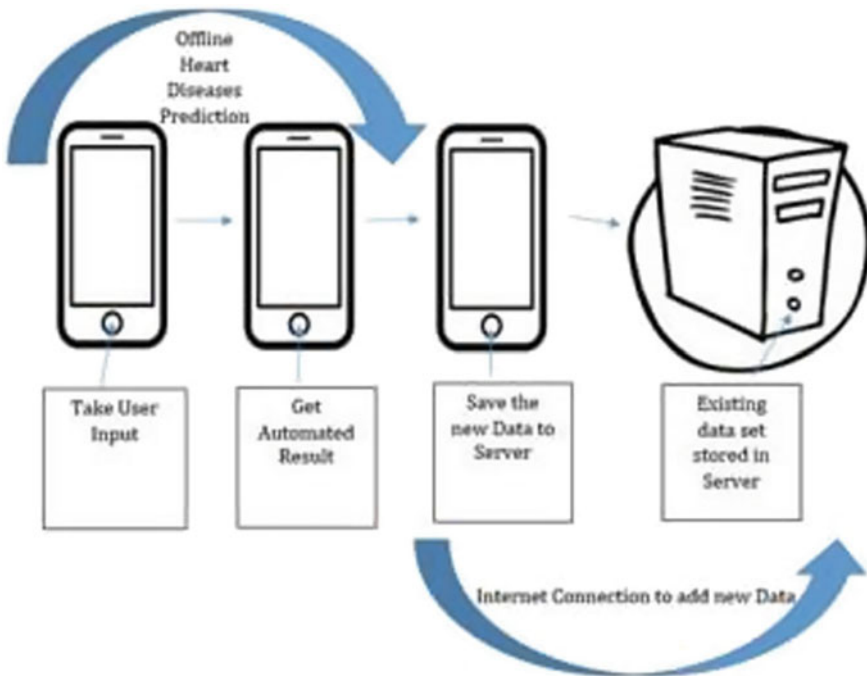 Offline
Heart
Diseases
Prediction
Take User
Input
Get
Automated
Result
Save the
new Data to
Server
Existing
data set
stored in
Server
Internet Connection to add new Data